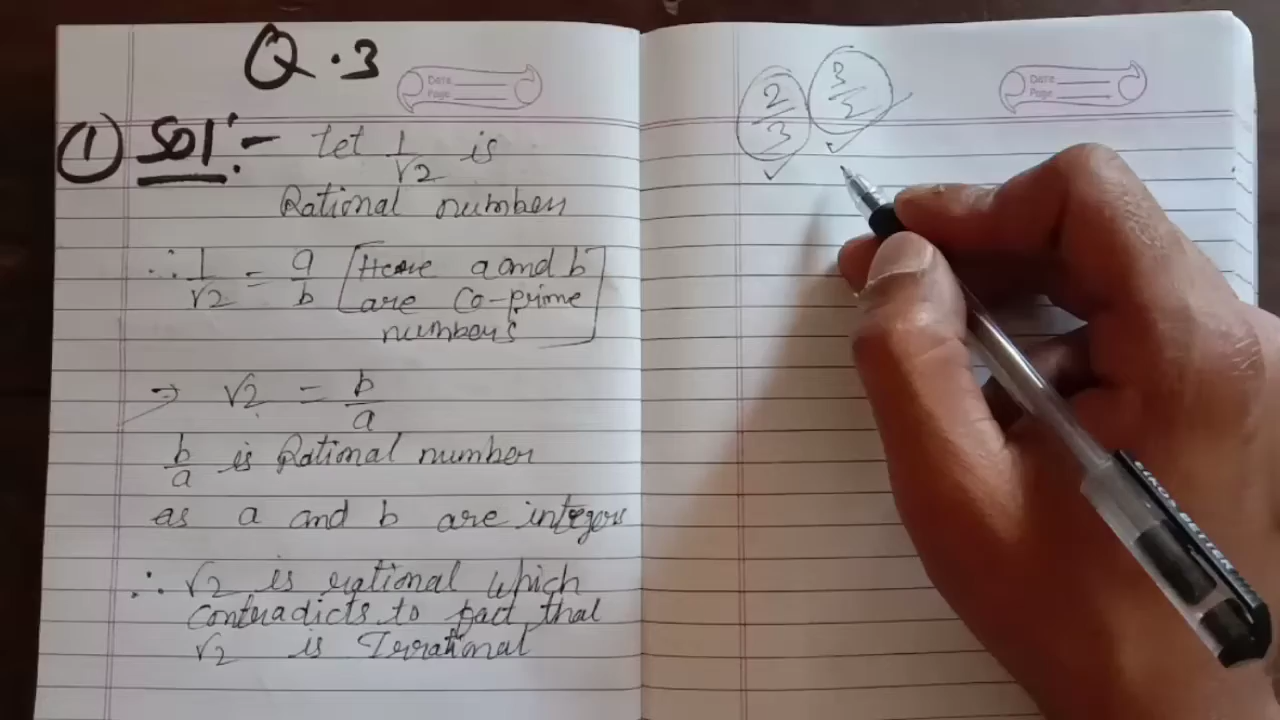 Q.3
Date
Page
① Sol:- let 1/√2 is
Rational number
∴ 1/√2 = a/b [Here a and b
are Co-prime
numbers]
⇒ √2 = b/a
b/a is Rational number
as a and b are integers
∴ √2 is rational which
contradicts to fact that
√2 is Irrational
2/3
Date
Page